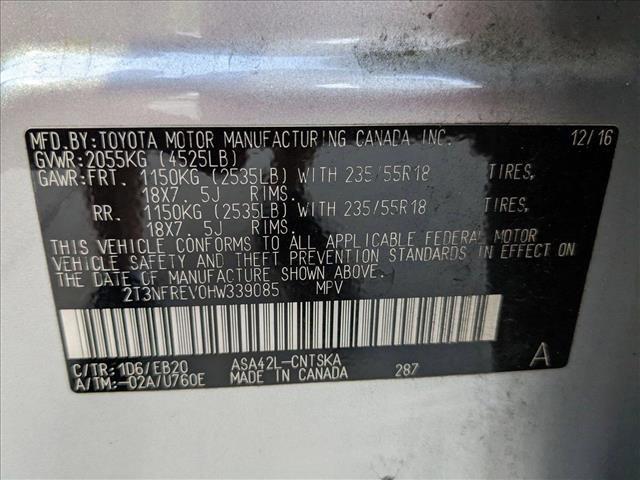 MFD.BY:TOYOTA MOTOR MANUFACTURING CANADA INC. 12/16
GVWR:2055KG (4525LB)
GAWR:FRT. 1150KG (2535LB) WITH 235/55R18 TIRES,
18X7.5J RIMS.
RR. 1150KG (2535LB) WITH 235/55R18 TIRES,
18X7.5J RIMS.
THIS VEHICLE CONFORMS TO ALL APPLICABLE FEDERAL MOTOR
VEHICLE SAFETY AND THEFT PREVENTION STANDARDS IN EFFECT ON
THE DATE OF MANUFACTURE SHOWN ABOVE.
2T3NFREV0HW339085 MPV
C/TR:1D6/EB20 ASA42L-CNTSKA A
A/TM:-02A/U760E MADE IN CANADA 287